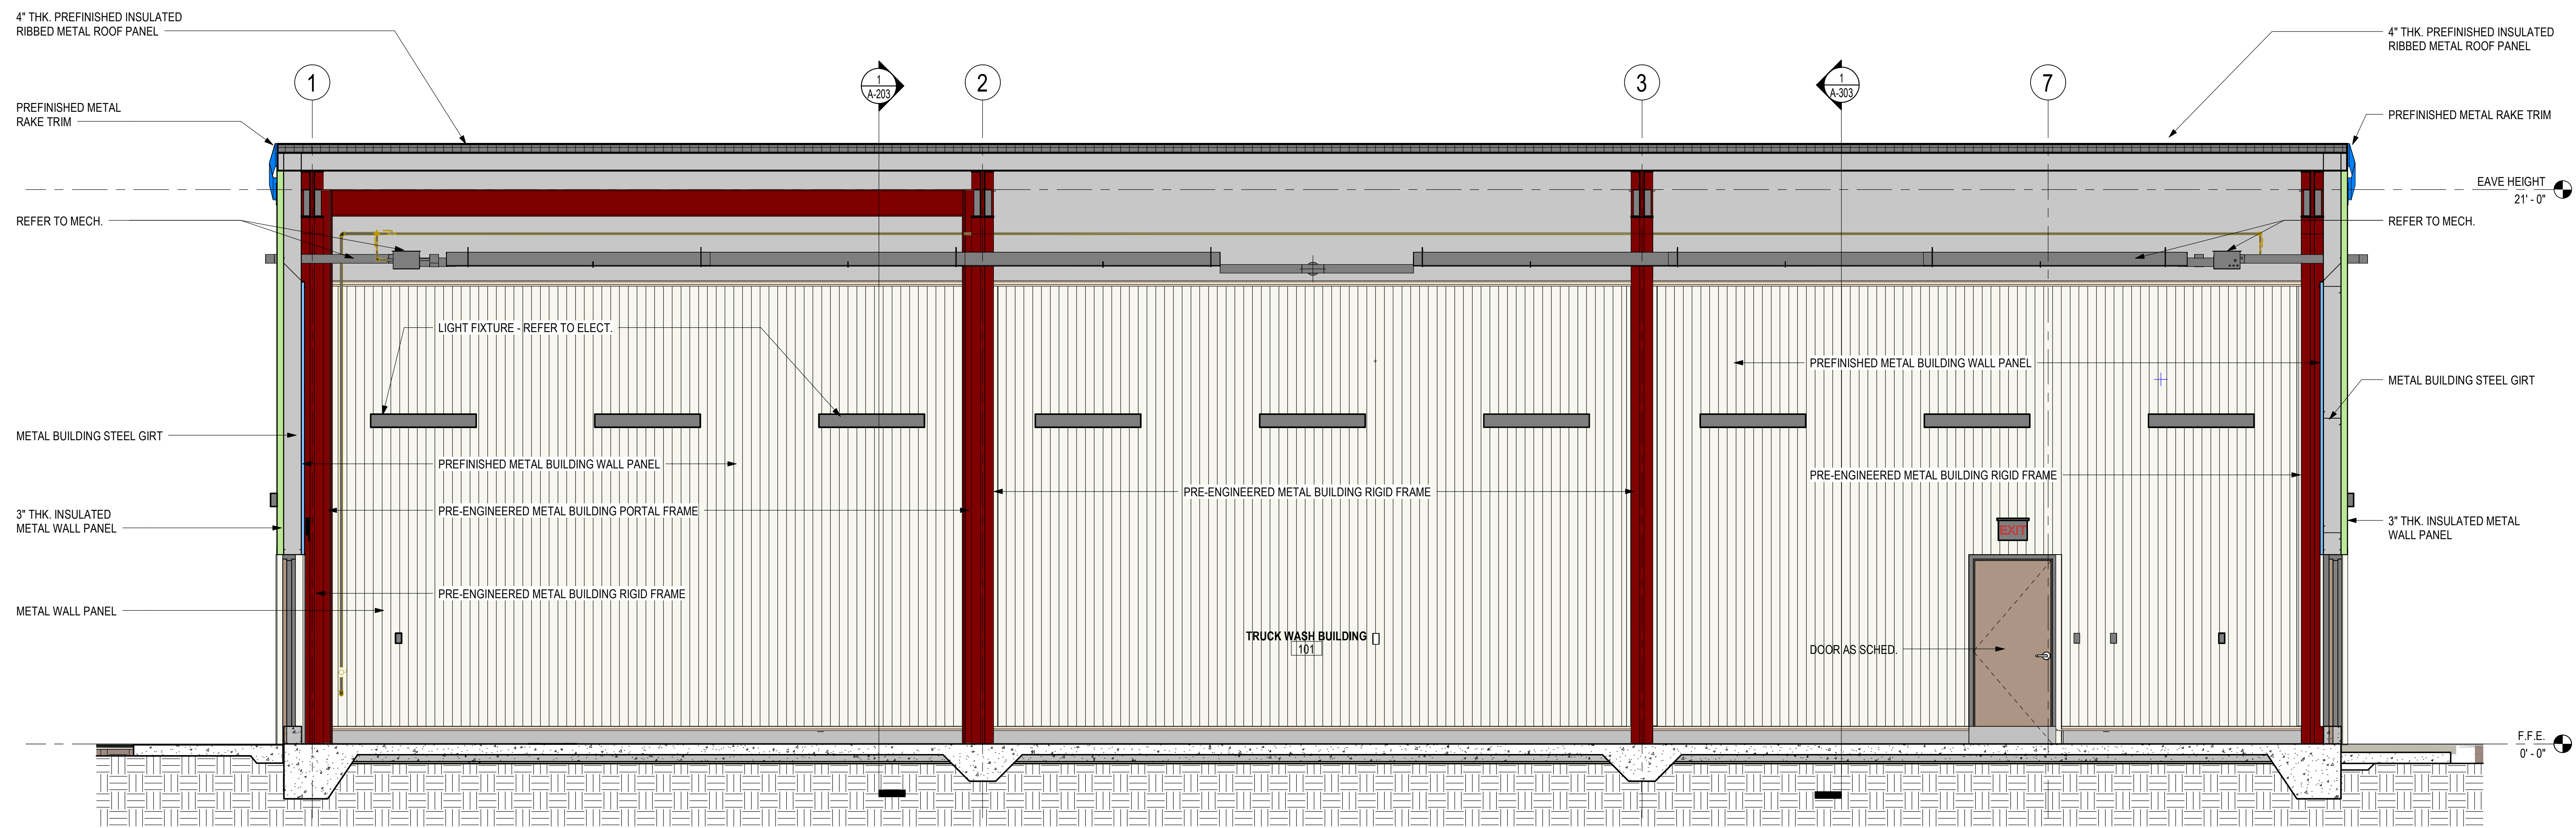 4" THK. PREFINISHED INSULATED
RIBBED METAL ROOF PANEL
4" THK. PREFINISHED INSULATED
RIBBED METAL ROOF PANEL
1
1
A-203
2
3
1
A-303
7
PREFINISHED METAL
RAKE TRIM
PREFINISHED METAL RAKE TRIM
EAVE HEIGHT
21' - 0"
REFER TO MECH.
REFER TO MECH.
LIGHT FIXTURE - REFER TO ELECT.
PREFINISHED METAL BUILDING WALL PANEL
METAL BUILDING STEEL GIRT
METAL BUILDING STEEL GIRT
PREFINISHED METAL BUILDING WALL PANEL
PRE-ENGINEERED METAL BUILDING RIGID FRAME
PRE-ENGINEERED METAL BUILDING RIGID FRAME
3" THK. INSULATED
METAL WALL PANEL
PRE-ENGINEERED METAL BUILDING PORTAL FRAME
3" THK. INSULATED METAL
WALL PANEL
EXIT
PRE-ENGINEERED METAL BUILDING RIGID FRAME
METAL WALL PANEL
TRUCK WASH BUILDING
101
DOOR AS SCHED.
F.F.E.
0' - 0"